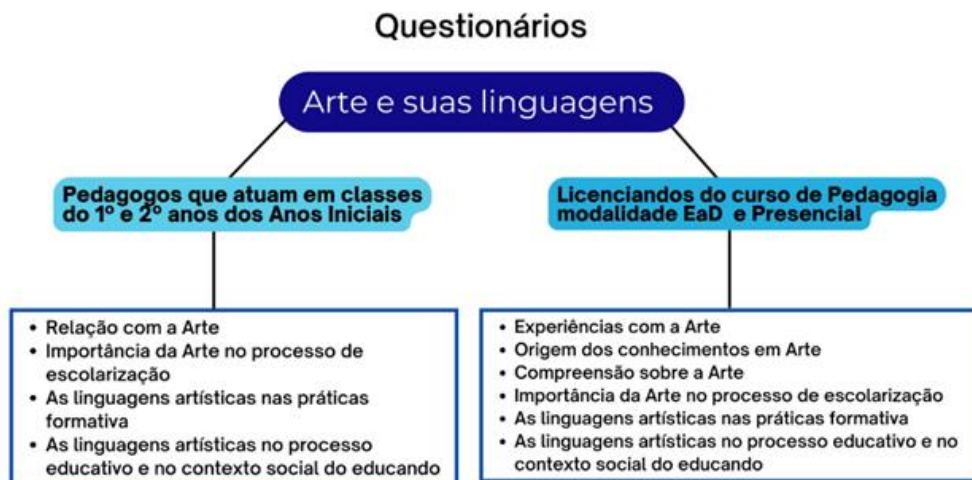 Questionários
Arte e suas linguagens
Pedagogos que atuam em classes
do 1º e 2º anos dos Anos Iniciais
• Relação com a Arte
• Importância da Arte no processo de
escolarização
• As linguagens artísticas nas práticas
formativa
• As linguagens artísticas no processo
educativo e no contexto social do educando
Licenciandos do curso de Pedagogia
modalidade EaD e Presencial
• Experiências com a Arte
• Origem dos conhecimentos em Arte
• Compreensão sobre a Arte
• Importância da Arte no processo de escolarização
• As linguagens artísticas nas práticas formativa
• As linguagens artísticas no processo educativo e no
contexto social do educando